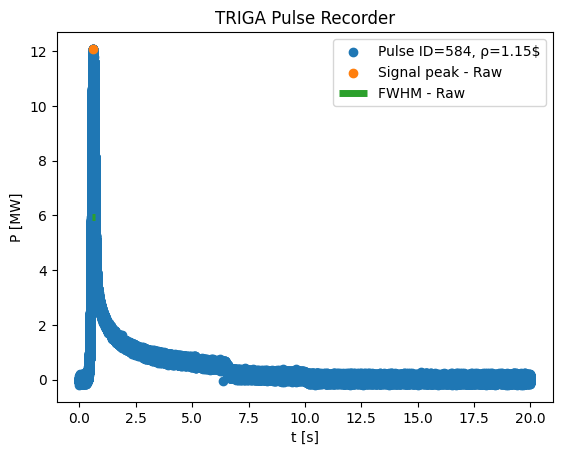 TRIGA Pulse Recorder
Pulse ID=584, ρ=1.15$
Signal peak - Raw
FWHM - Raw
P [MW]
12
10
8
6
4
2
0
0.0 2.5 5.0 7.5 10.0 12.5 15.0 17.5 20.0
t [s]